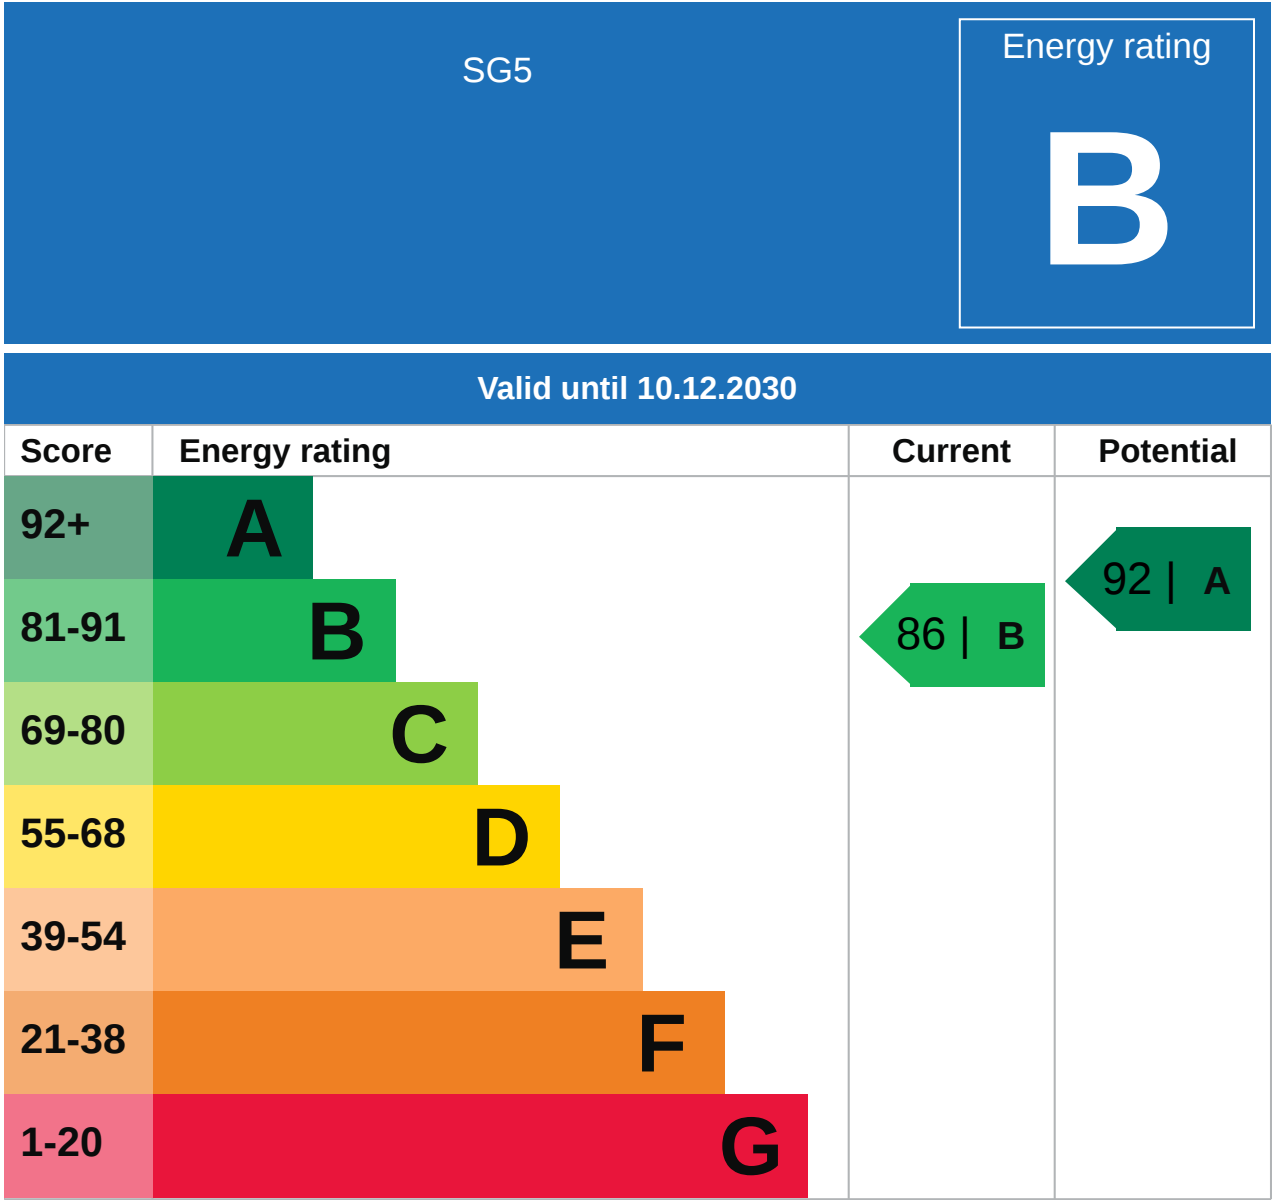 SG5
Energy rating
B
Valid until 10.12.2030
Score Energy rating Current Potential
92+ A
92 | A
81-91 B
86 | B
69-80 C
55-68 D
39-54 E
21-38 F
1-20 G